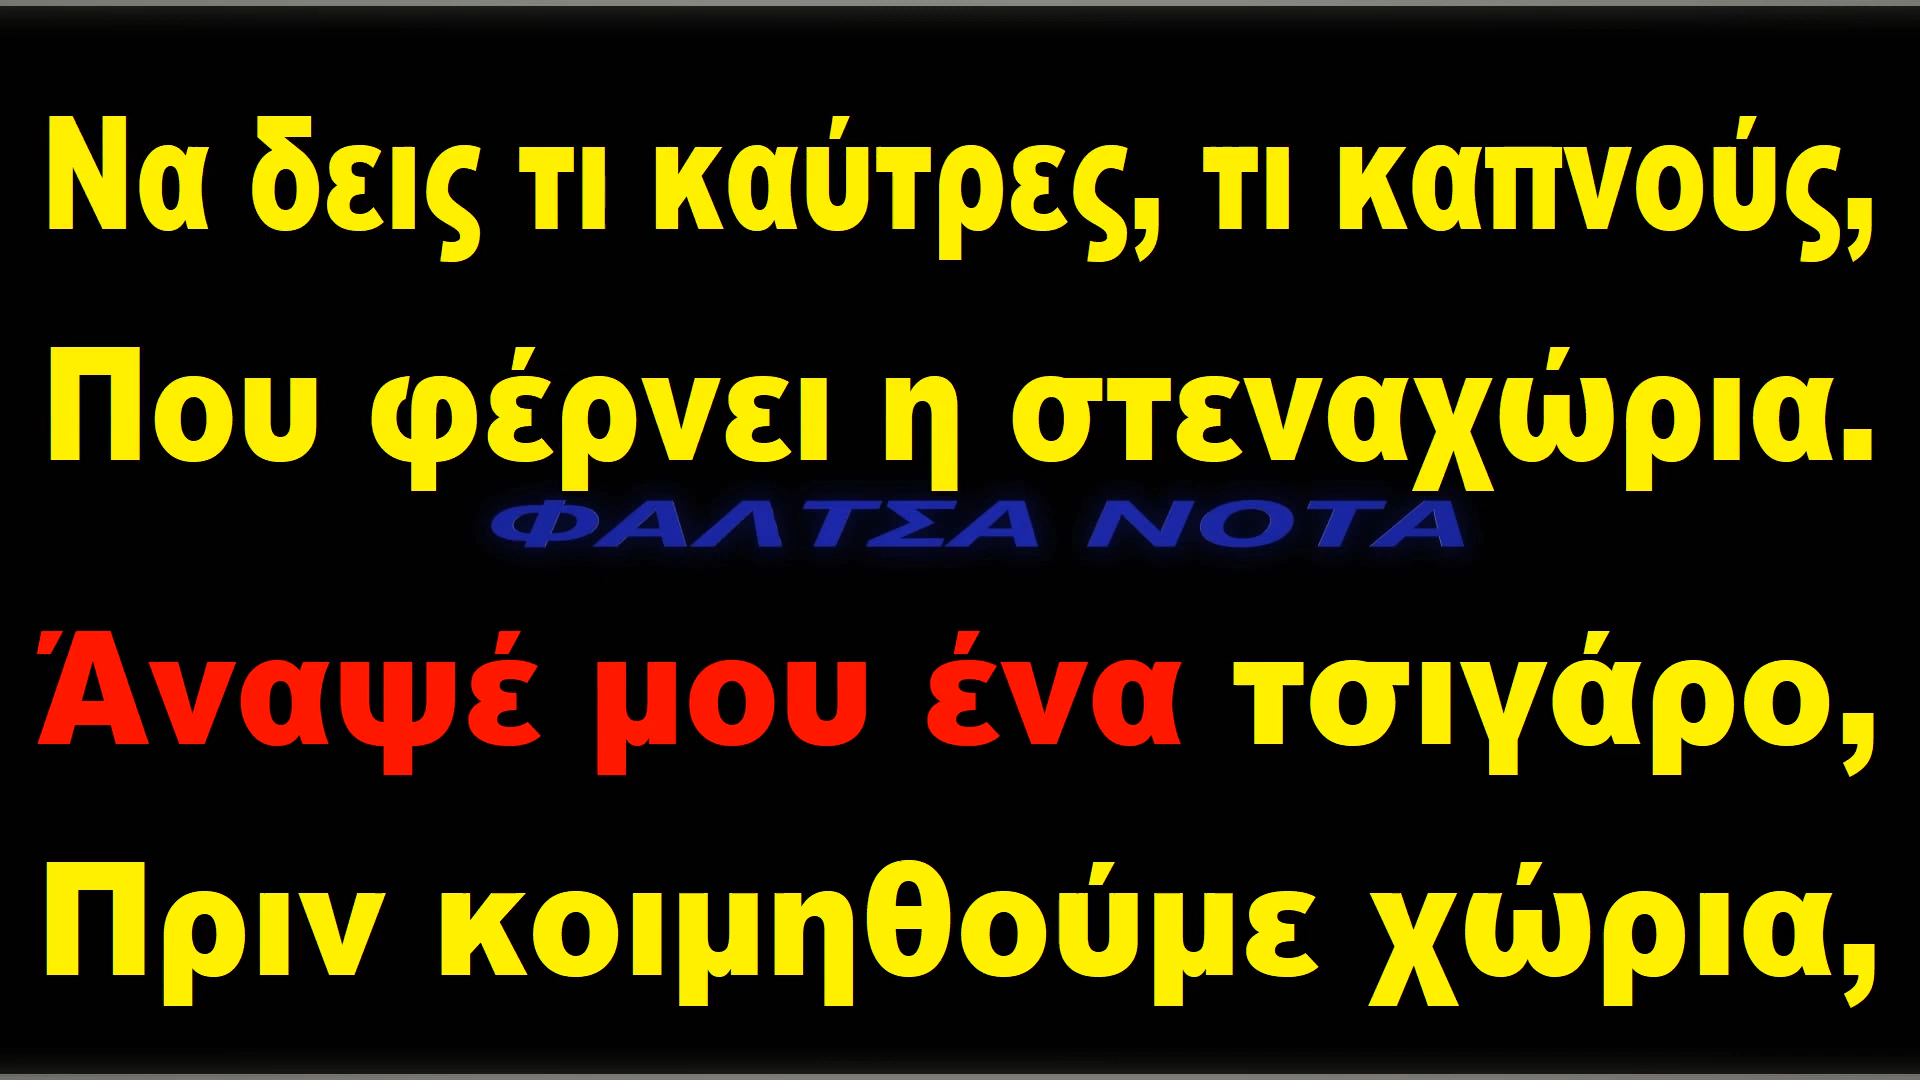 Να δεις τι καύτρες, τι καπνούς,
Που φέρνει η στεναχώρια.
ΦΑΛΤΣΑ ΝΟΤΑ
Άναψέ μου ένα τσιγάρο,
Πριν κοιμηθούμε χώρια,